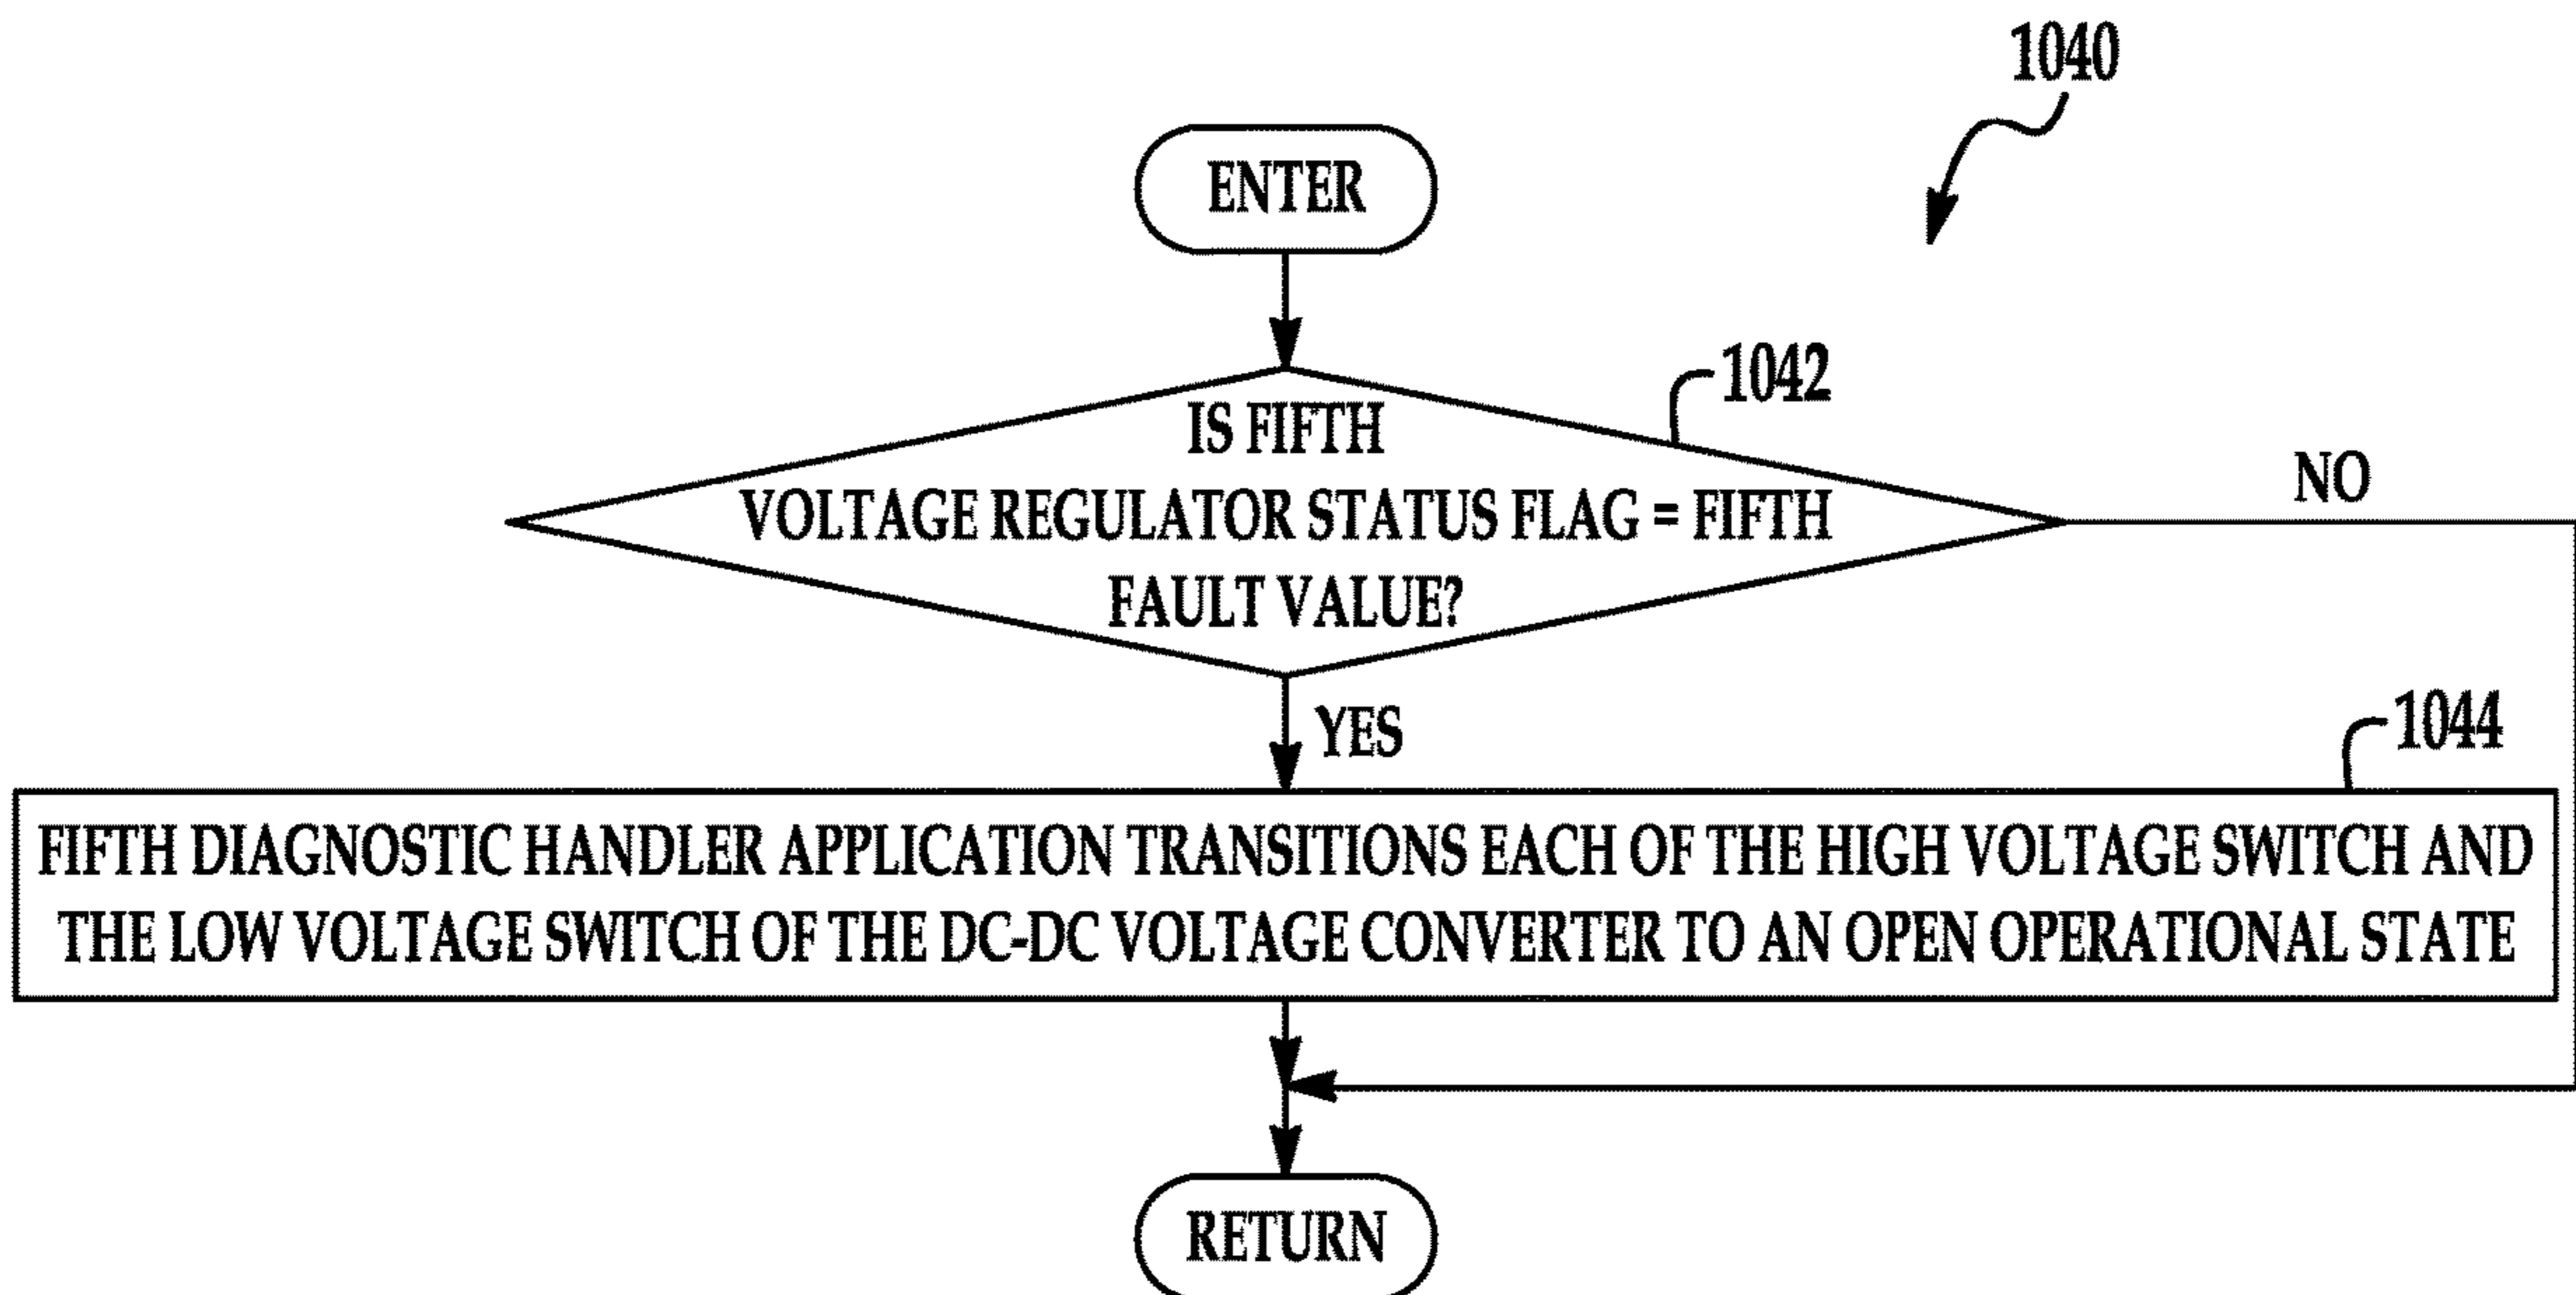 1040
ENTER
1042
IS FIFTH
VOLTAGE REGULATOR STATUS FLAG = FIFTH
FAULT VALUE?
NO
YES
1044
FIFTH DIAGNOSTIC HANDLER APPLICATION TRANSITIONS EACH OF THE HIGH VOLTAGE SWITCH AND
THE LOW VOLTAGE SWITCH OF THE DC-DC VOLTAGE CONVERTER TO AN OPEN OPERATIONAL STATE
RETURN